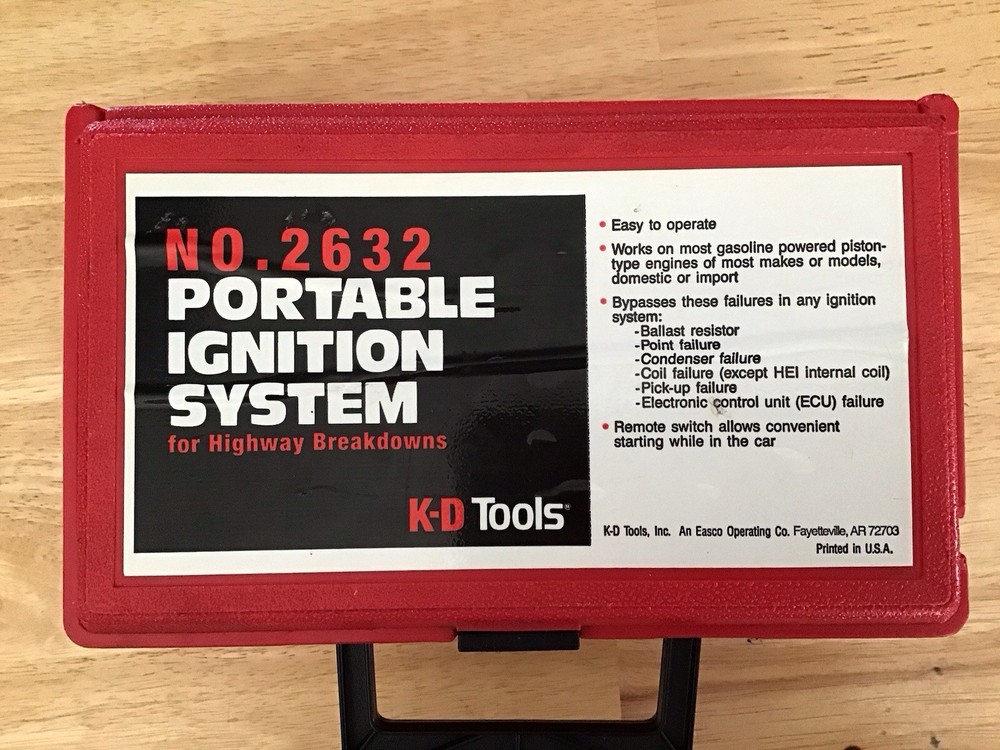 NO.2632
PORTABLE
IGNITION
SYSTEM
for Highway Breakdowns
K-D Tools®
• Easy to operate
• Works on most gasoline powered piston-
type engines of most makes or models,
domestic or import
• Bypasses these failures in any ignition
system:
-Ballast resistor
-Point failure
-Condenser failure
-Coil failure (except HEI internal coil)
-Pick-up failure
-Electronic control unit (ECU) failure
• Remote switch allows convenient
starting while in the car
K-D Tools, Inc. An Easco Operating Co. Fayetteville, AR 72703
Printed in U.S.A.